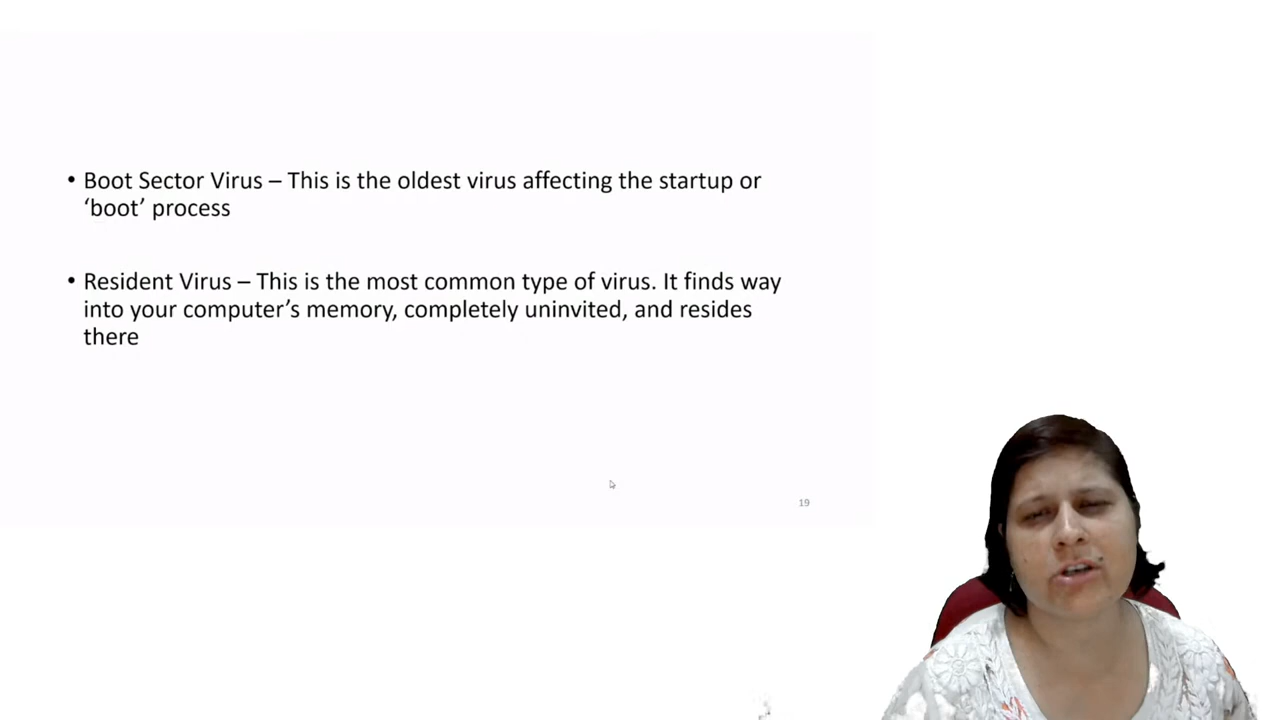 • Boot Sector Virus – This is the oldest virus affecting the startup or
‘boot’ process
• Resident Virus – This is the most common type of virus. It finds way
into your computer’s memory, completely uninvited, and resides
there
19